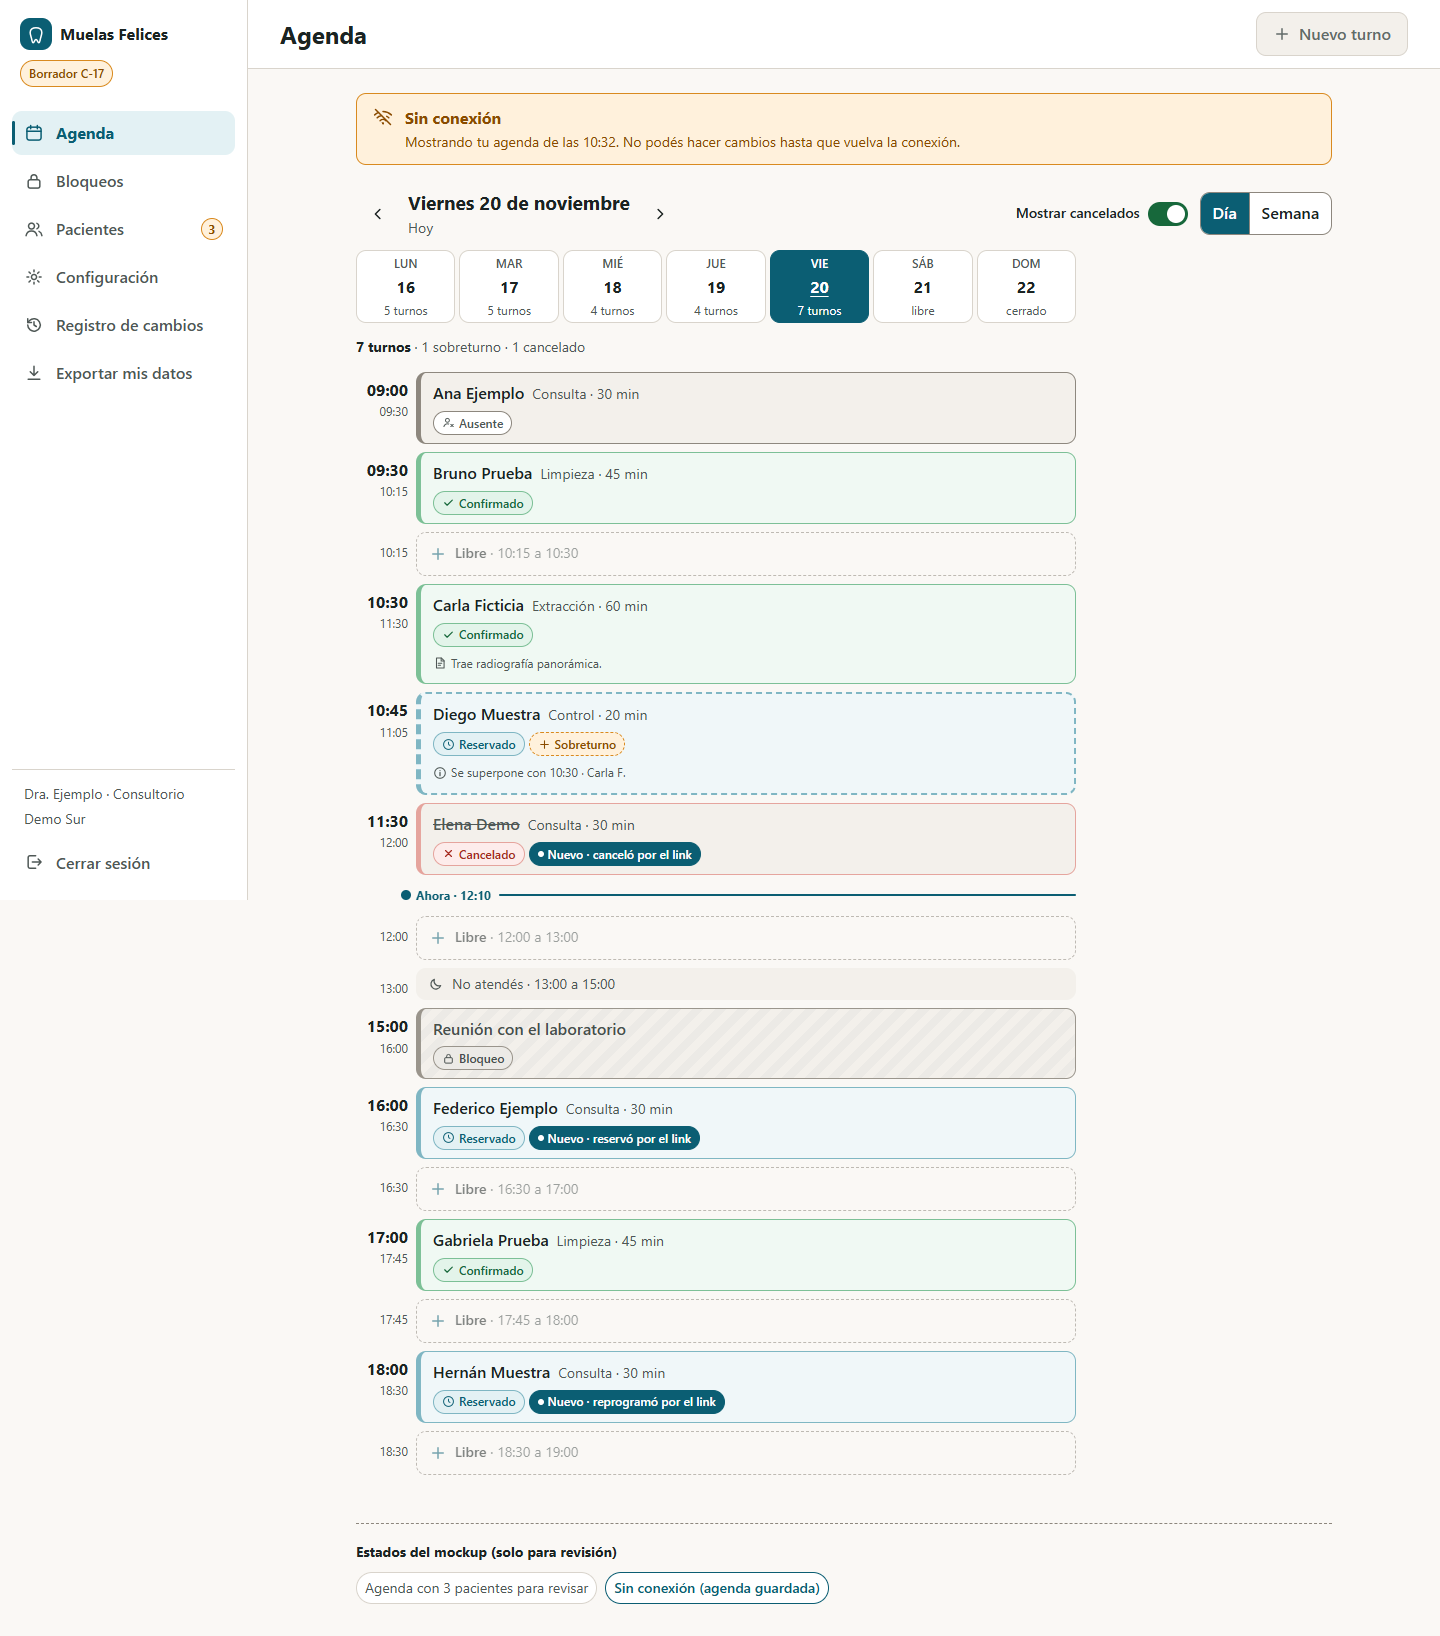 Muelas Felices
Borrador C-17
Agenda
Bloqueos
Pacientes 3
Configuración
Registro de cambios
Exportar mis datos
Dra. Ejemplo · Consultorio
Demo Sur
Cerrar sesión
Agenda
+ Nuevo turno
Sin conexión
Mostrando tu agenda de las 10:32. No podés hacer cambios hasta que vuelva la conexión.
Viernes 20 de noviembre
Hoy
Mostrar cancelados
Día Semana
LUN MAR MIÉ JUE VIE SÁB DOM
16 17 18 19 20 21 22
5 turnos 5 turnos 4 turnos 4 turnos 7 turnos libre cerrado
7 turnos · 1 sobreturno · 1 cancelado
09:00 Ana Ejemplo Consulta · 30 min
09:30
Ausente
09:30 Bruno Prueba Limpieza · 45 min
10:15
Confirmado
10:15 + Libre · 10:15 a 10:30
10:30 Carla Ficticia Extracción · 60 min
11:30
Confirmado
Trae radiografía panorámica.
10:45 Diego Muestra Control · 20 min
11:05
Reservado + Sobreturno
Se superpone con 10:30 · Carla F.
11:30 Elena Demo Consulta · 30 min
12:00
Cancelado Nuevo · canceló por el link
Ahora · 12:10
12:00 + Libre · 12:00 a 13:00
13:00 No atendés · 13:00 a 15:00
15:00 Reunión con el laboratorio
16:00
Bloqueo
16:00 Federico Ejemplo Consulta · 30 min
16:30
Reservado Nuevo · reservó por el link
16:30 + Libre · 16:30 a 17:00
17:00 Gabriela Prueba Limpieza · 45 min
17:45
Confirmado
17:45 + Libre · 17:45 a 18:00
18:00 Hernán Muestra Consulta · 30 min
18:30
Reservado Nuevo · reprogramó por el link
18:30 + Libre · 18:30 a 19:00
Estados del mockup (solo para revisión)
Agenda con 3 pacientes para revisar Sin conexión (agenda guardada)